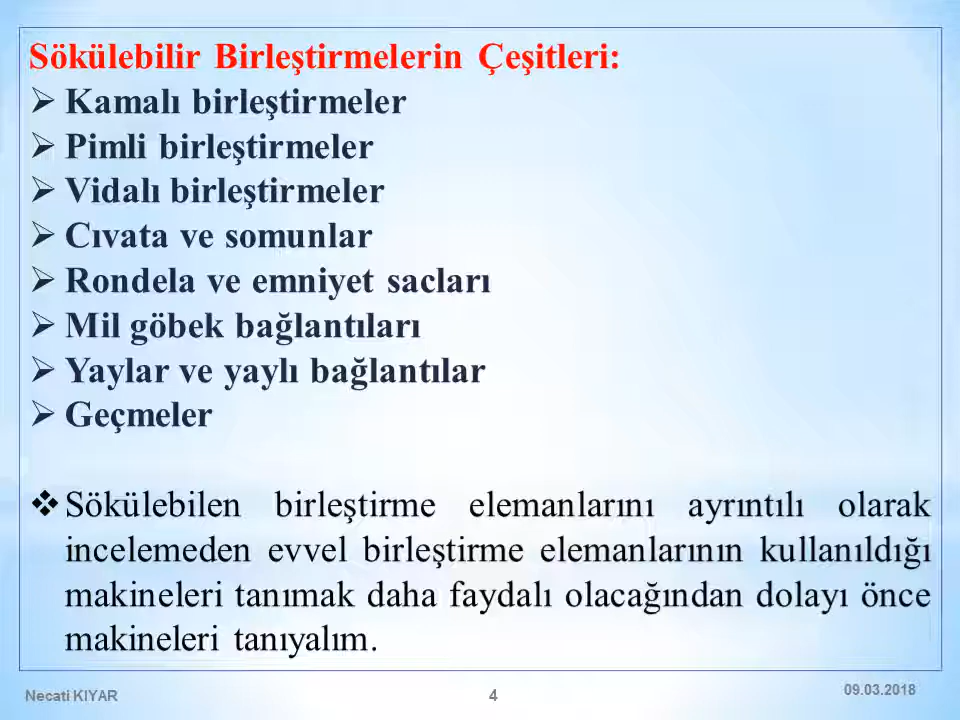 Sökülebilir Birleştirmelerin Çeşitleri:
➢ Kamalı birleştirmeler
➢ Pimli birleştirmeler
➢ Vidalı birleştirmeler
➢ Cıvata ve somunlar
➢ Rondela ve emniyet sacları
➢ Mil göbek bağlantıları
➢ Yaylar ve yaylı bağlantılar
➢ Geçmeler
❖ Sökülebilen birleştirme elemanlarını ayrıntılı olarak
incelemeden evvel birleştirme elemanlarının kullanıldığı
makineleri tanımak daha faydalı olacağından dolayı önce
makineleri tanıyalım.
Necati KIYAR 4 09.03.2018